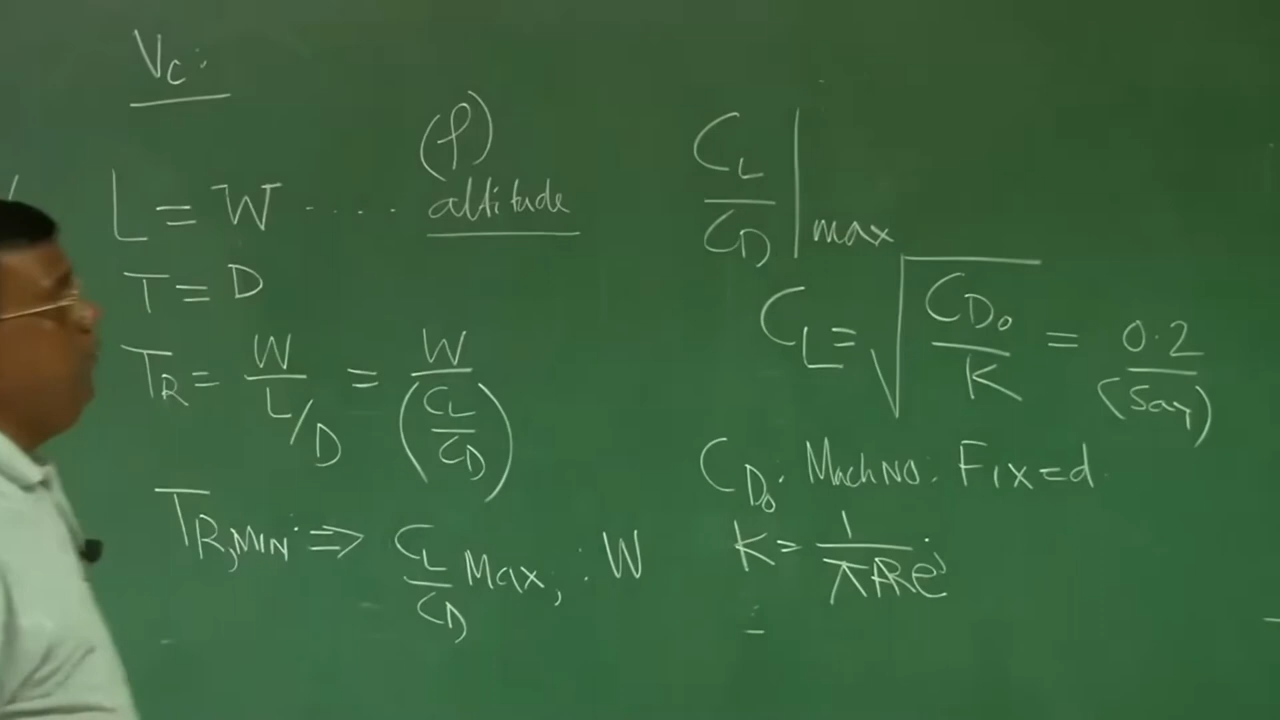 Vc:
(ρ)
L = W .... altitude
T = D
T_R = W / (L/D) = W / (C_L/C_D)
T_R,MIN ⇒ C_L/C_D Max, : W
C_L/C_D | max
C_L = √(C_D₀/K) = 0.2 (Say)
C_D₀: Mach No: Fixed
K = 1/(πARe)